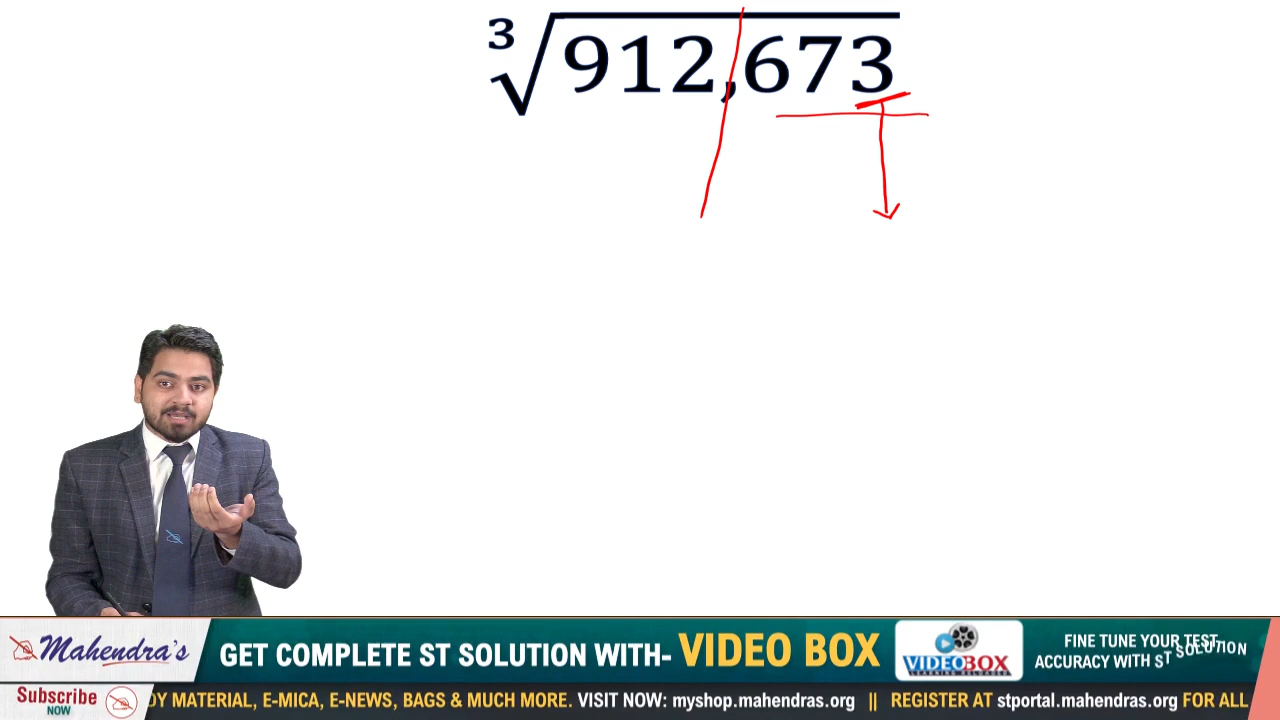 ³√912,673
Mahendra's
GET COMPLETE ST SOLUTION WITH- VIDEO BOX
VIDEOBOX
LEARNING RELOADED
FINE TUNE YOUR TEST
ACCURACY WITH ST SOLUTION
Subscribe
NOW
DY MATERIAL, E-MICA, E-NEWS, BAGS & MUCH MORE. VISIT NOW: myshop.mahendras.org || REGISTER AT stportal.mahendras.org FOR ALL